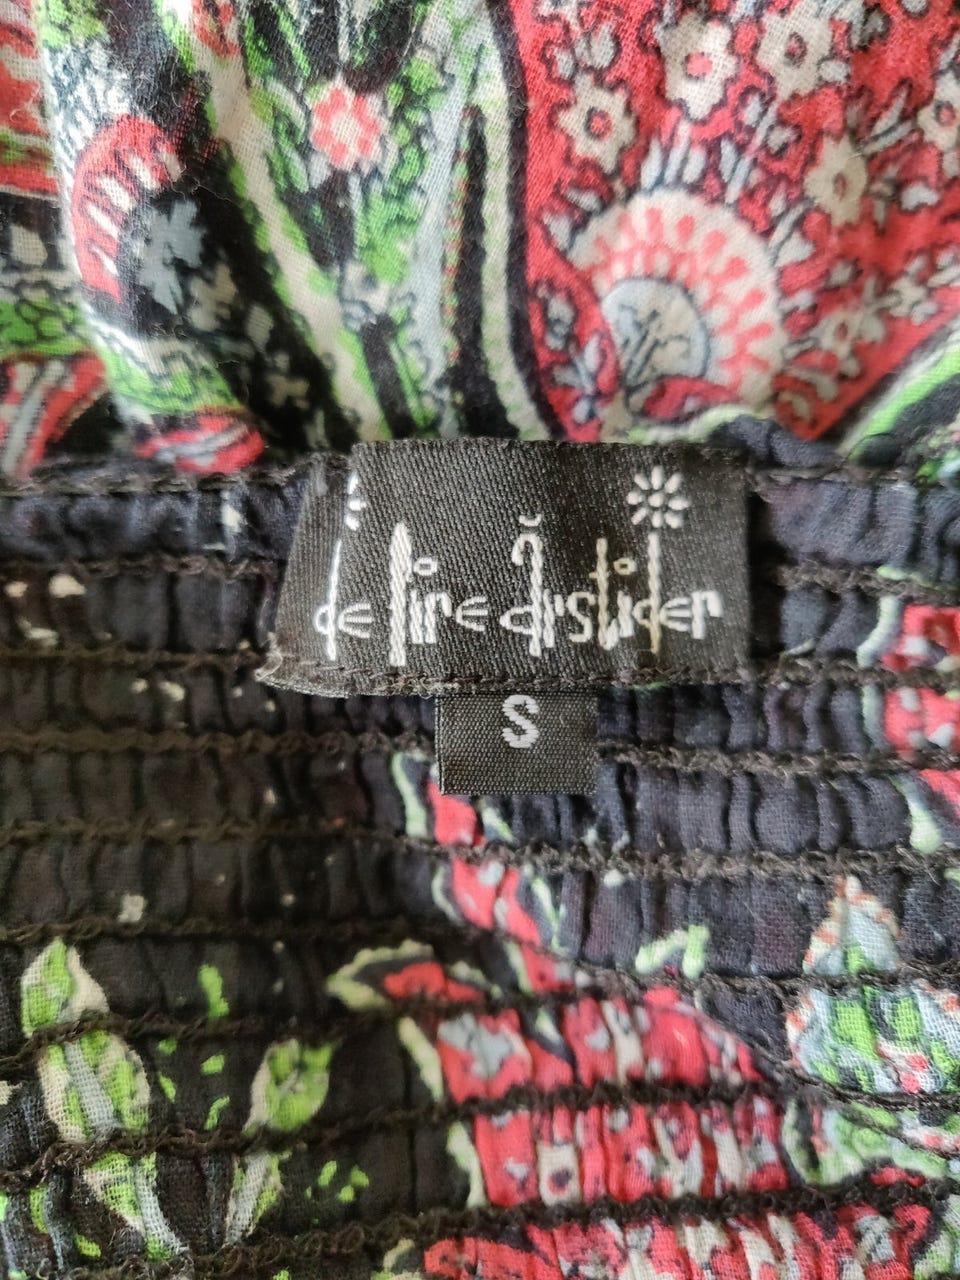 de fire årstider
S